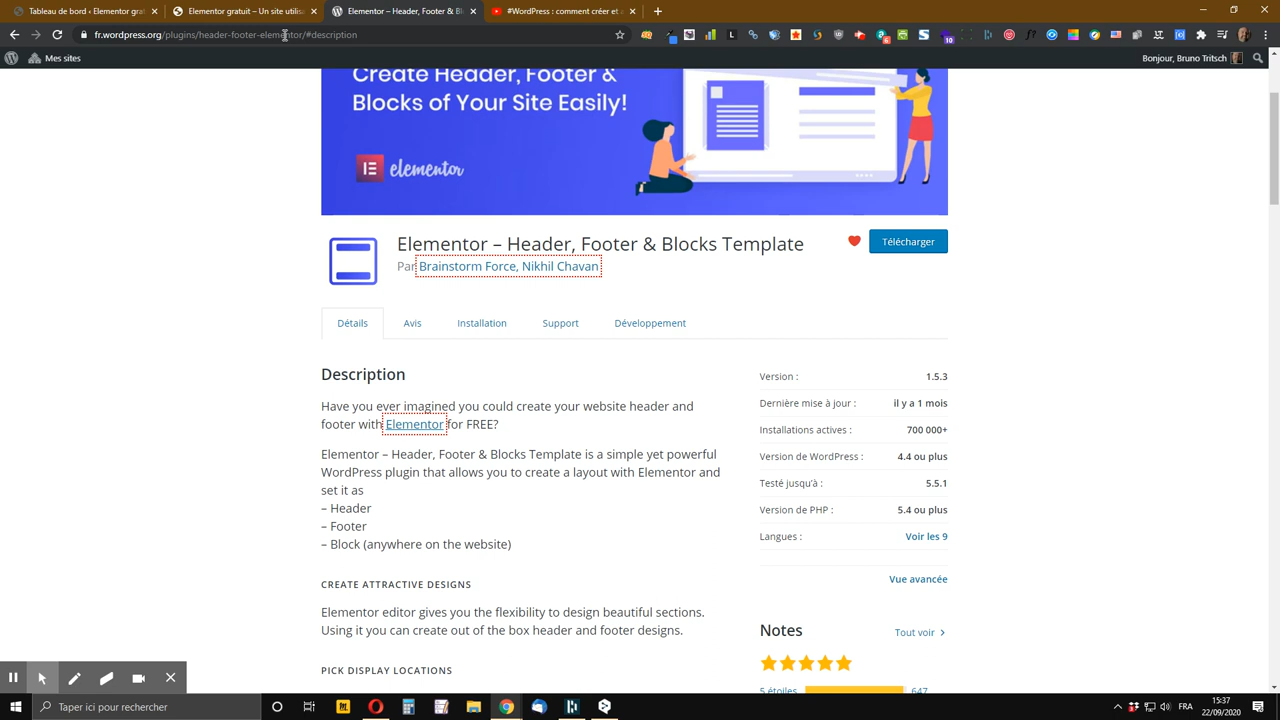 Tableau de bord ‹ Elementor grat
Elementor gratuit – Un site utilis
Elementor – Header, Footer & Blo
WordPress : comment créer et a
fr.wordpress.org/plugins/header-footer-elementor/#description
Mes sites
Bonjour, Bruno Tritsch
Create Header, Footer &
Blocks of Your Site Easily!
elementor
Elementor – Header, Footer & Blocks Template
Télécharger
Par Brainstorm Force, Nikhil Chavan
Détails
Avis
Installation
Support
Développement
Description
Have you ever imagined you could create your website header and
footer with Elementor for FREE?
Elementor – Header, Footer & Blocks Template is a simple yet powerful
WordPress plugin that allows you to create a layout with Elementor and
set it as
– Header
– Footer
– Block (anywhere on the website)
CREATE ATTRACTIVE DESIGNS
Elementor editor gives you the flexibility to design beautiful sections.
Using it you can create out of the box header and footer designs.
PICK DISPLAY LOCATIONS
Version : 1.5.3
Dernière mise à jour : il y a 1 mois
Installations actives : 700 000+
Version de WordPress : 4.4 ou plus
Testé jusqu'à : 5.5.1
Version de PHP : 5.4 ou plus
Langues : Voir les 9
Vue avancée
Notes
Tout voir
5 étoiles 647
Taper ici pour rechercher
FRA
15:37
22/09/2020